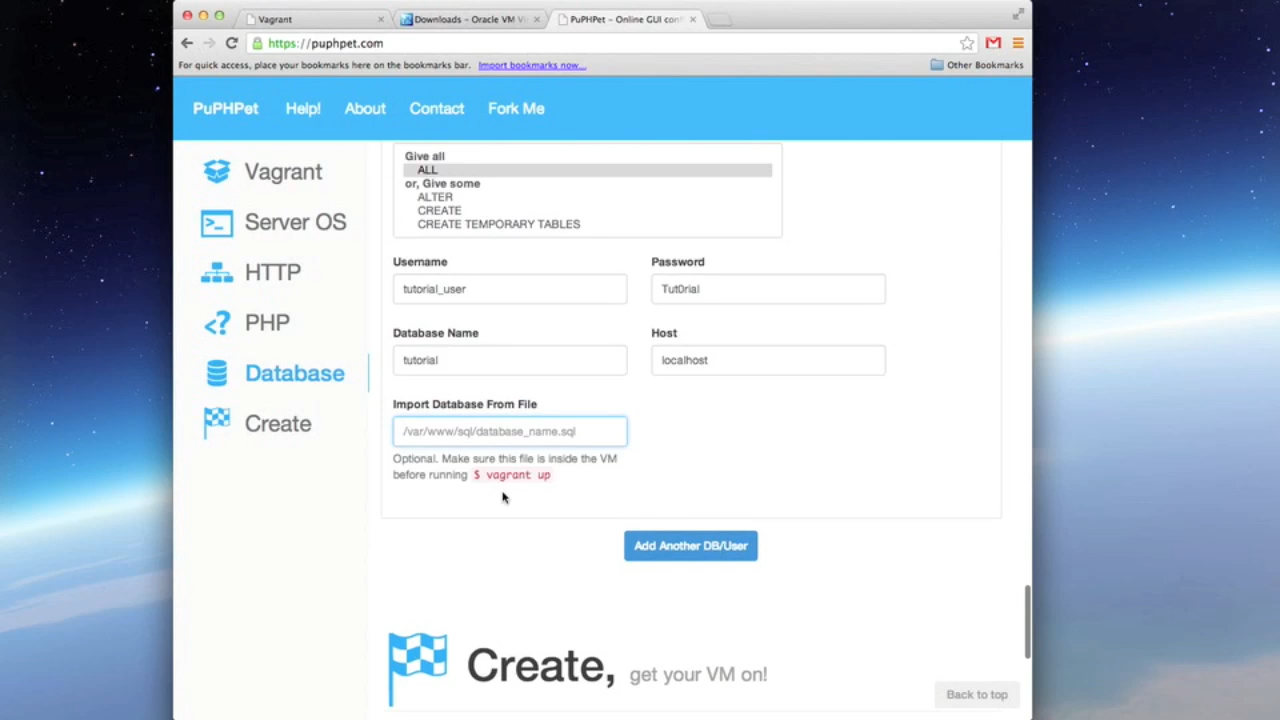 Vagrant
Downloads – Oracle VM Vi
PuPHPet – Online GUI conf
https://puphpet.com
For quick access, place your bookmarks here on the bookmarks bar. Import bookmarks now...
Other Bookmarks
PuPHPet Help! About Contact Fork Me
Vagrant
Server OS
HTTP
PHP
Database
Create
Give all
ALL
or, Give some
ALTER
CREATE
CREATE TEMPORARY TABLES
Username Password
tutorial_user Tut0rial
Database Name Host
tutorial localhost
Import Database From File
/var/www/sql/database_name.sql
Optional. Make sure this file is inside the VM
before running $ vagrant up
Add Another DB/User
Create, get your VM on!
Back to top